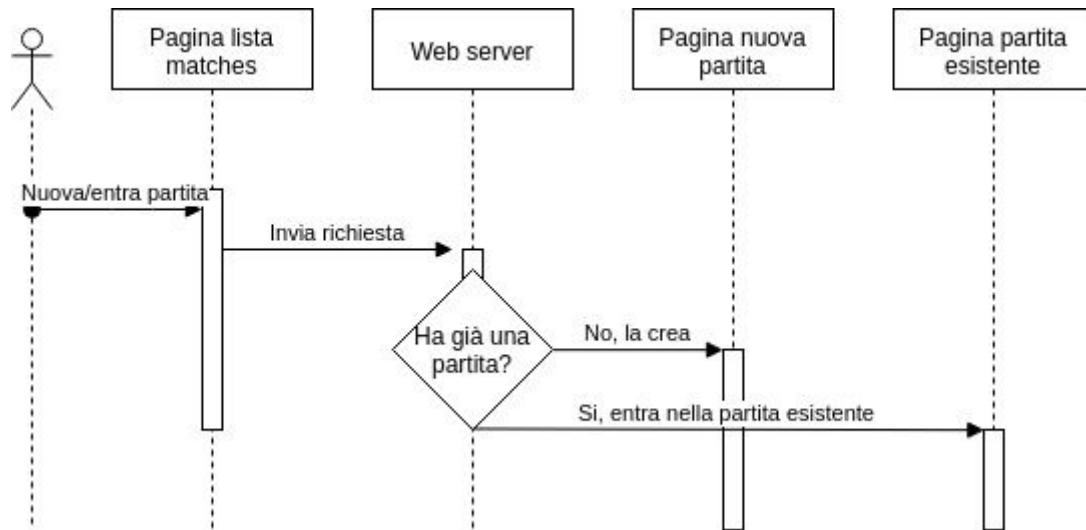 Pagina lista
matches
Web server
Pagina nuova
partita
Pagina partita
esistente
Nuova/entra partita
Invia richiesta
Ha già una
partita?
No, la crea
Si, entra nella partita esistente